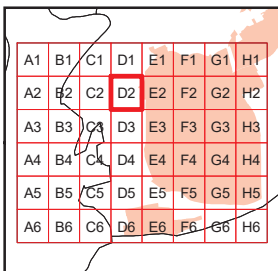 A1 B1 C1 D1 E1 F1 G1 H1
A2 B2 C2 D2 E2 F2 G2 H2
A3 B3 C3 D3 E3 F3 G3 H3
A4 B4 C4 D4 E4 F4 G4 H4
A5 B5 C5 D5 E5 F5 G5 H5
A6 B6 C6 D6 E6 F6 G6 H6